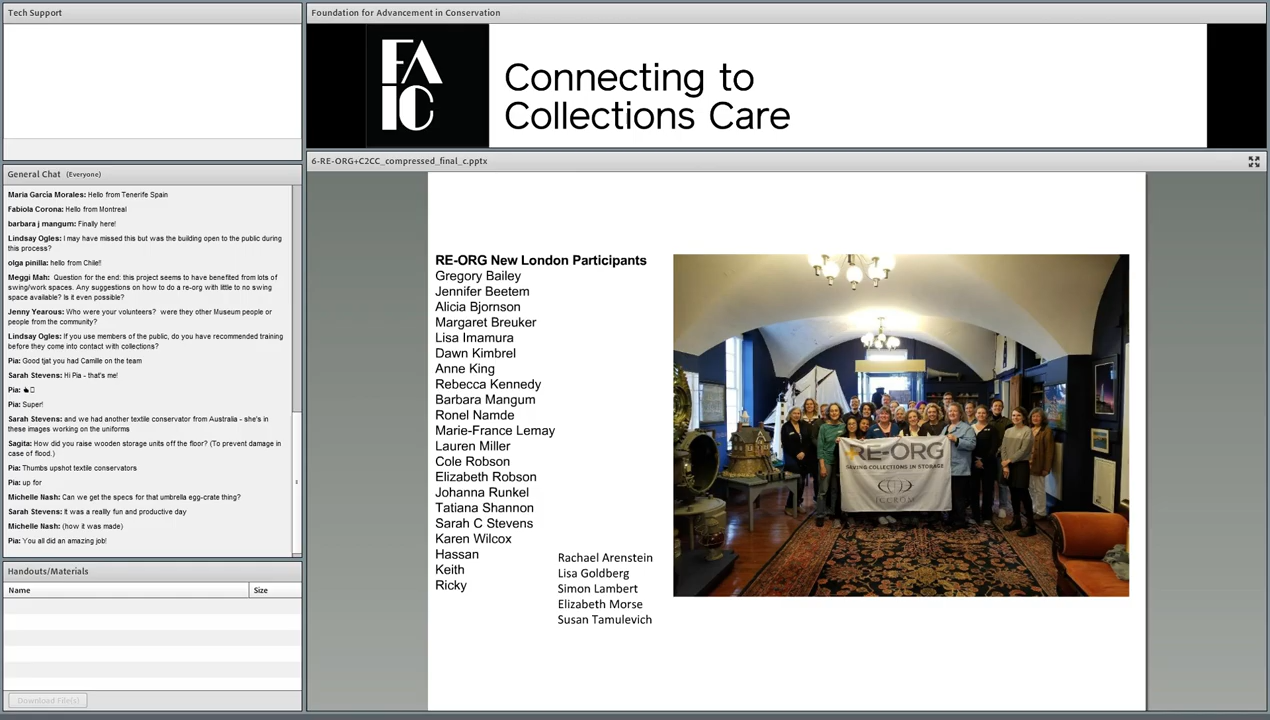 Tech Support
General Chat (Everyone)
Maria García Morales: Hello from Tenerife Spain
Fabiola Corona: Hello from Montreal
barbara j mangum: Finally here!
Lindsay Ogles: I may have missed this but was the building open to the public during
this process?
olga pinilla: hello from Chile!!
Meggi Mah: Question for the end: this project seems to have benefited from lots of
swing/work spaces. Any suggestions on how to do a re-org with little to no swing
space available? Is it even possible?
Jenny Yearous: Who were your volunteers? were they other Museum people or
people from the community?
Lindsay Ogles: If you use members of the public, do you have recommended training
before they come into contact with collections?
Pia: Good tjat you had Camille on the team
Sarah Stevens: Hi Pia - that's me!
Pia:
Pia: Super!
Sarah Stevens: and we had another textile conservator from Australia - she's in
these images working on the uniforms
Sagita: How did you raise wooden storage units off the floor? (To prevent damage in
case of flood.)
Pia: Thumbs upshot textile conservators
Pia: up for
Michelle Nash: Can we get the specs for that umbrella egg-crate thing?
Sarah Stevens: It was a really fun and productive day
Michelle Nash: (how it was made)
Pia: You all did an amazing job!
Handouts/Materials
Name Size
Download File(s)
Foundation for Advancement in Conservation
FA
IC
Connecting to
Collections Care
6-RE-ORG+C2CC_compressed_final_c.pptx
RE-ORG New London Participants
Gregory Bailey
Jennifer Beetem
Alicia Bjornson
Margaret Breuker
Lisa Imamura
Dawn Kimbrel
Anne King
Rebecca Kennedy
Barbara Mangum
Ronel Namde
Marie-France Lemay
Lauren Miller
Cole Robson
Elizabeth Robson
Johanna Runkel
Tatiana Shannon
Sarah C Stevens
Karen Wilcox
Hassan
Keith
Ricky
Rachael Arenstein
Lisa Goldberg
Simon Lambert
Elizabeth Morse
Susan Tamulevich
RE-ORG
SAVING COLLECTIONS IN STORAGE
ICCROM